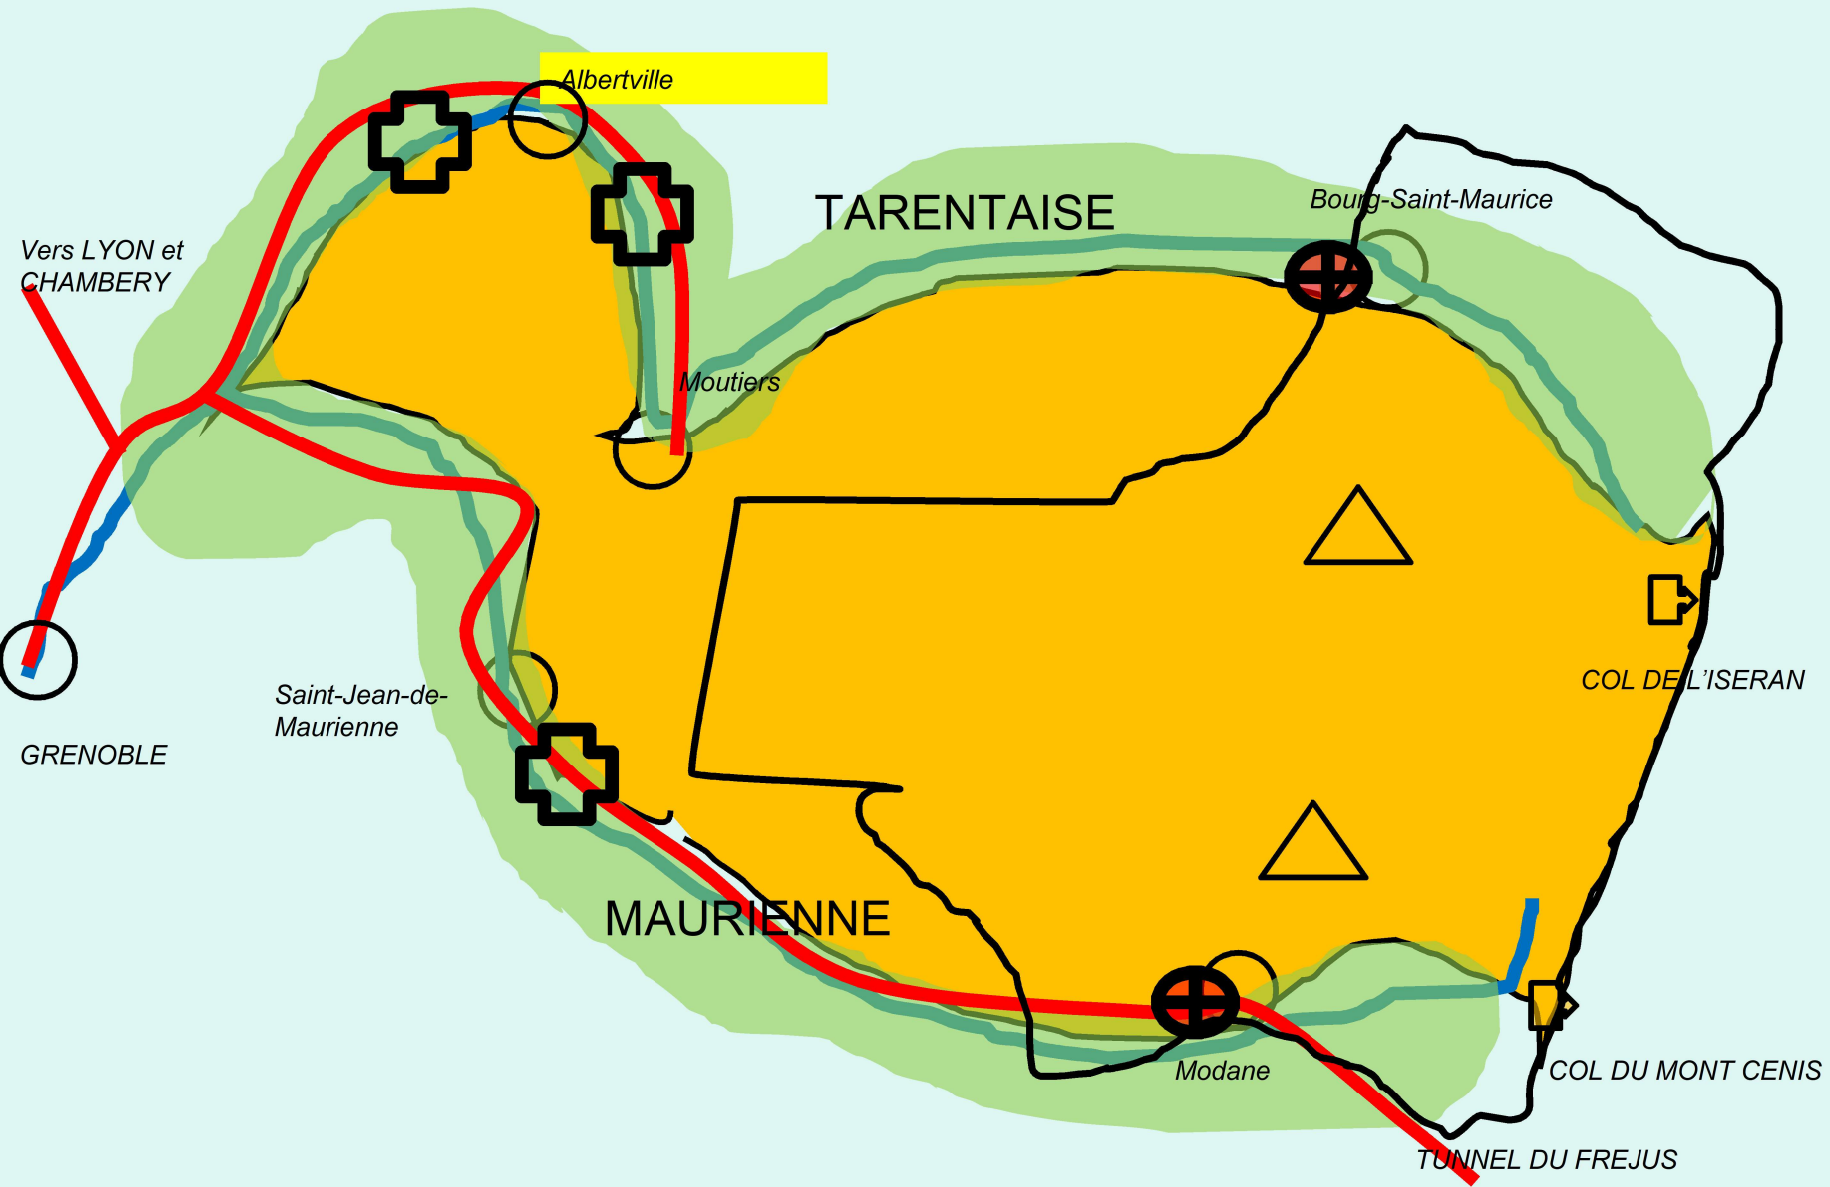 Albertville
TARENTAISE
Bourg-Saint-Maurice
Vers LYON et
CHAMBERY
Moutiers
COL DE L'ISERAN
Saint-Jean-de-
Maurienne
GRENOBLE
MAURIENNE
Modane
COL DU MONT CENIS
TUNNEL DU FREJUS